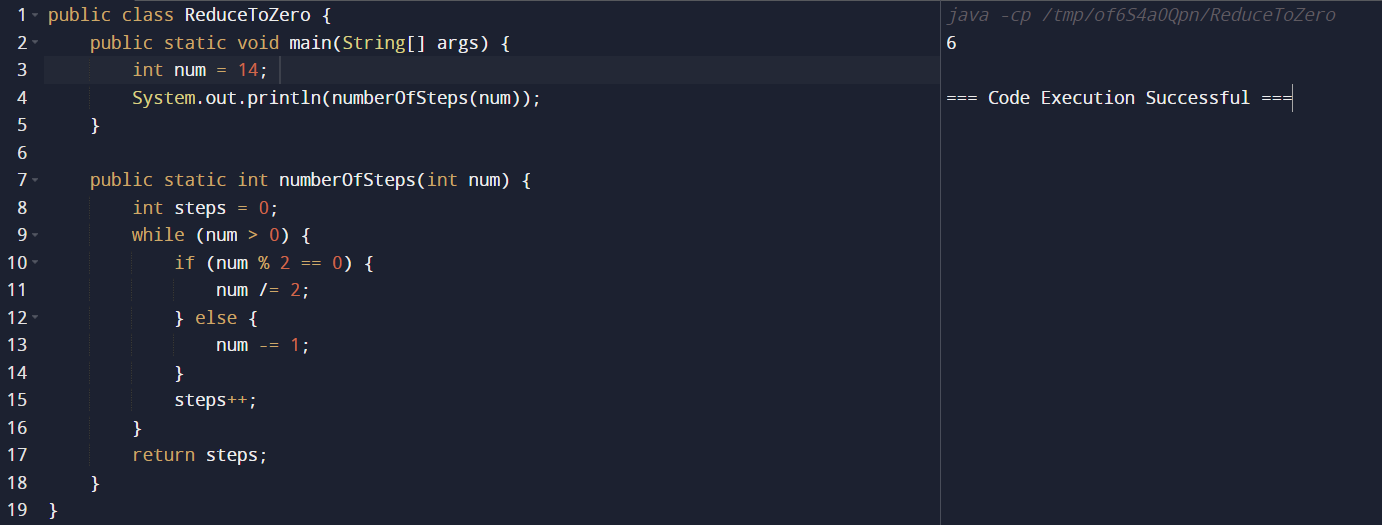 1 public class ReduceToZero {
2     public static void main(String[] args) {
3         int num = 14;
4         System.out.println(numberOfSteps(num));
5     }
6
7     public static int numberOfSteps(int num) {
8         int steps = 0;
9         while (num > 0) {
10             if (num % 2 == 0) {
11                 num /= 2;
12             } else {
13                 num -= 1;
14             }
15             steps++;
16         }
17         return steps;
18     }
19 }
java -cp /tmp/of6S4aOQpn/ReduceToZero
6
=== Code Execution Successful ===